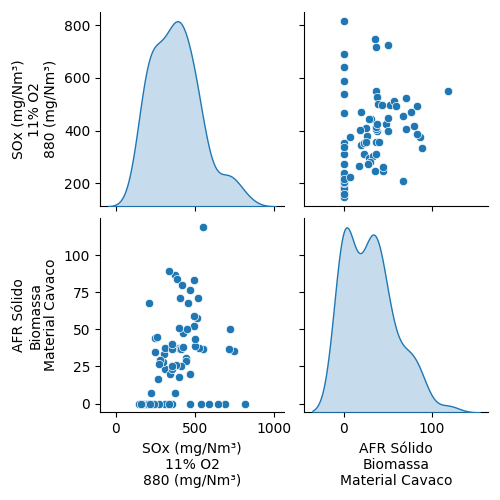 SOx (mg/Nm³)
11% O2
880 (mg/Nm³)
800
600
400
200
AFR Sólido
Biomassa
Material Cavaco
100
75
50
25
0
0
500
1000
SOx (mg/Nm³)
11% O2
880 (mg/Nm³)
0
100
AFR Sólido
Biomassa
Material Cavaco